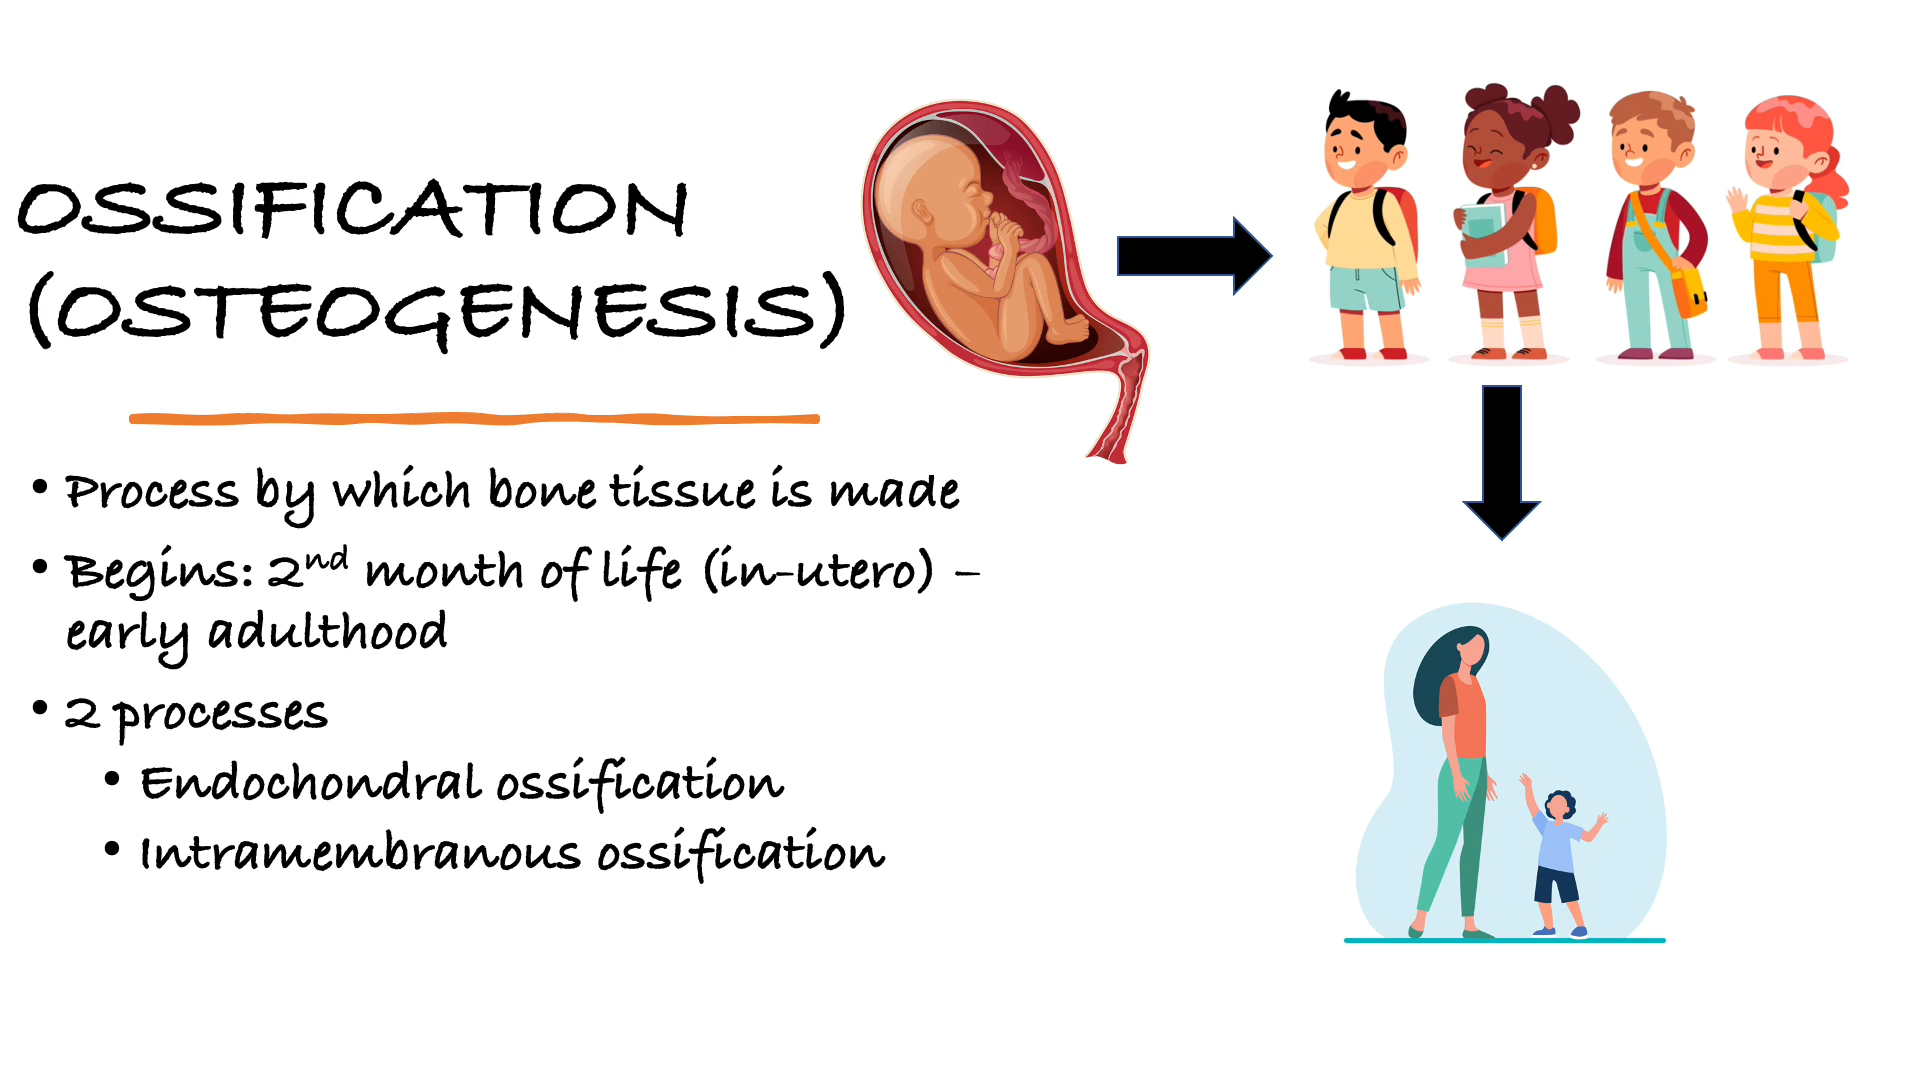 OSSIFICATION
(OSTEOGENESIS)
• Process by which bone tissue is made
• Begins: 2nd month of life (in-utero) –
early adulthood
• 2 processes
• Endochondral ossification
• Intramembranous ossification